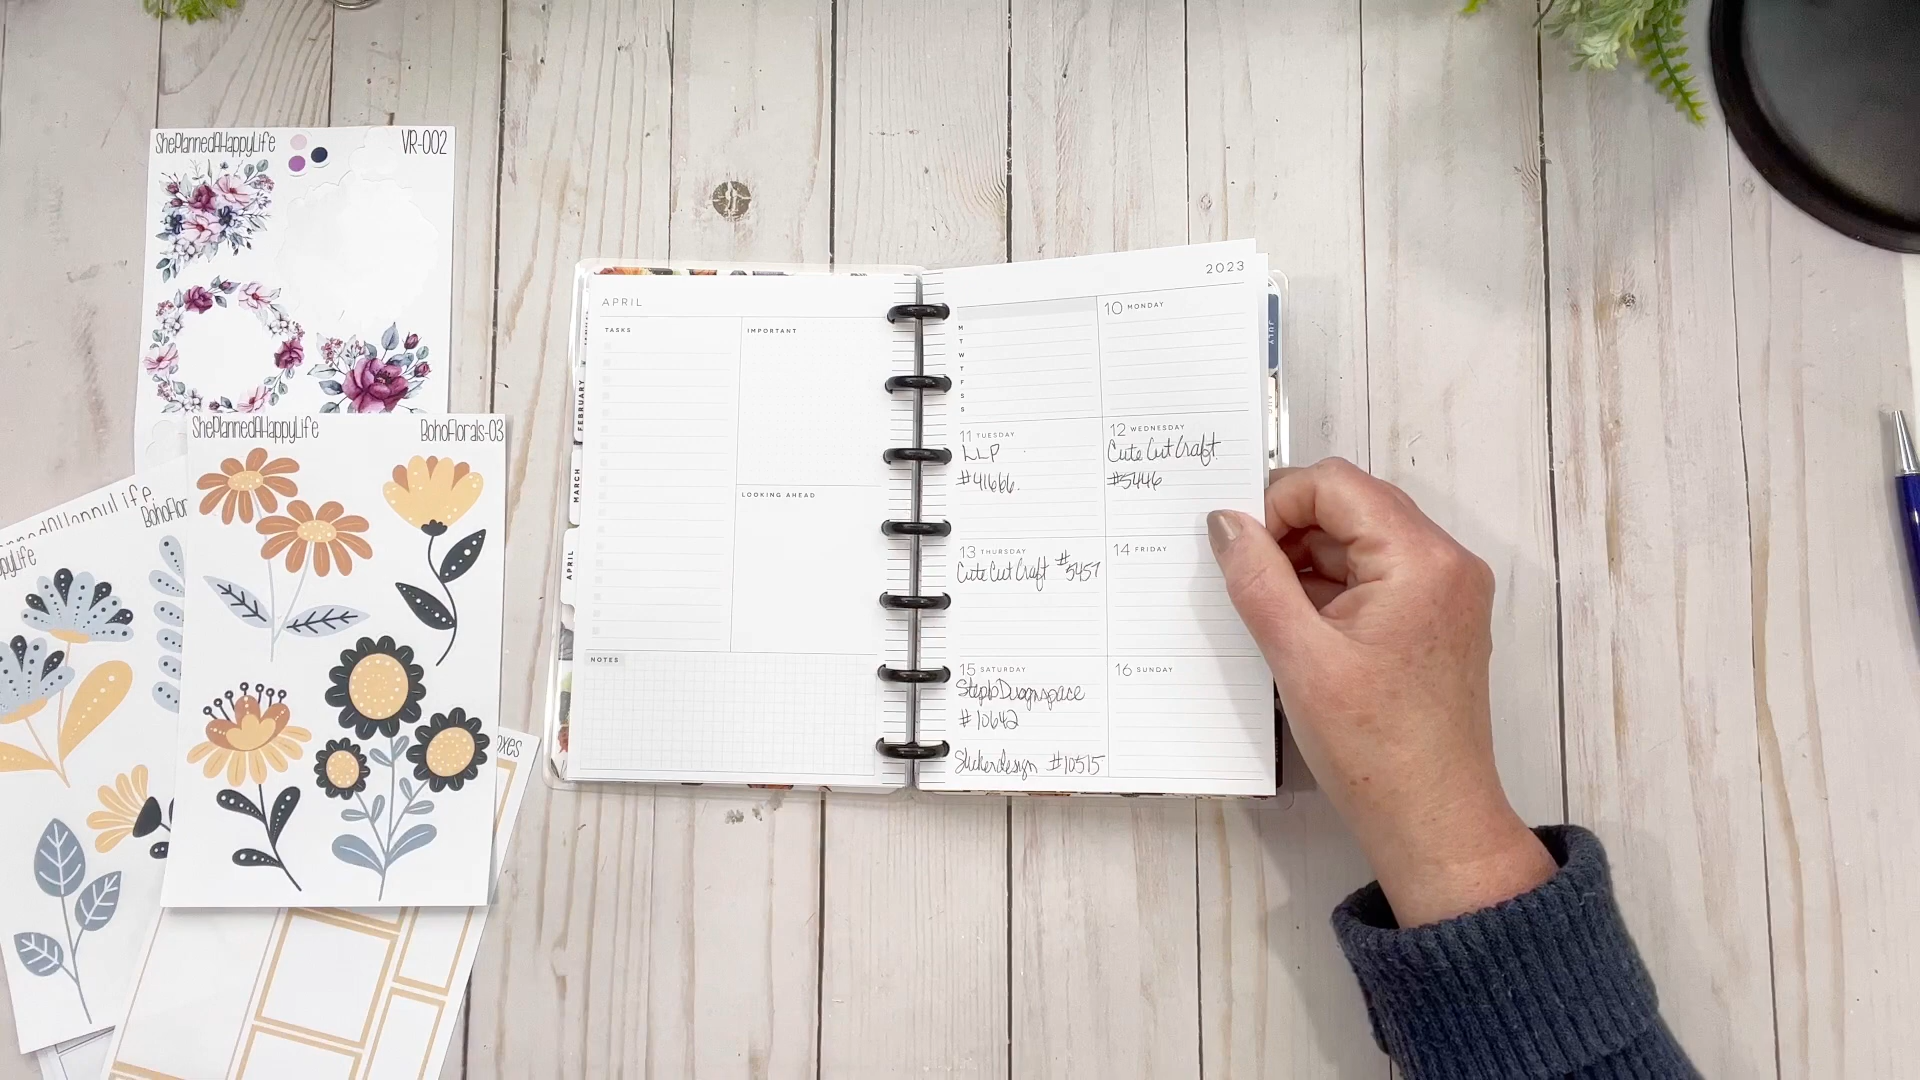 ShePlannedAHappyLife
VR-002
ShePlannedAHappyLife
BohoFlorals-03
APRIL
TASKS
IMPORTANT
LOOKING AHEAD
NOTES
FEBRUARY
MARCH
APRIL
2023
M
T
W
T
F
S
S
10 MONDAY
11 TUESDAY
LLP
#41666.
12 WEDNESDAY
Cute Cut Craft
#5446
13 THURSDAY
Cute Cut Craft #5457
14 FRIDAY
15 SATURDAY
#10642
Stickerdesign #10515
16 SUNDAY
JULY